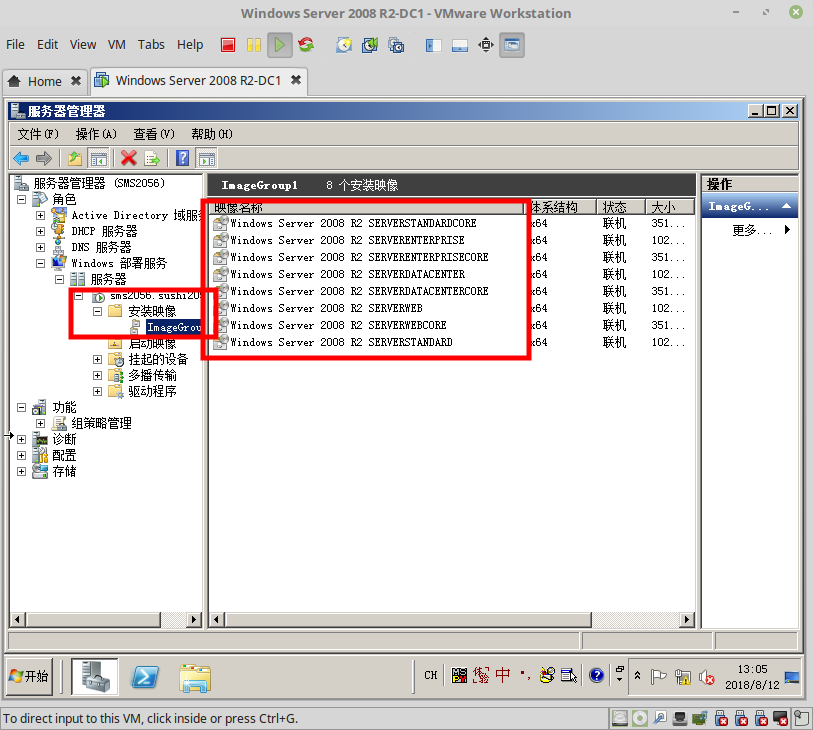 Windows Server 2008 R2-DC1 - VMware Workstation
File Edit View VM Tabs Help
Home Windows Server 2008 R2-DC1
服务器管理器
文件(F) 操作(A) 查看(V) 帮助(H)
服务器管理器 (SMS2056)
角色
Active Directory 域服
DHCP 服务器
DNS 服务器
Windows 部署服务
服务器
sms2056.sushi205
安装映像
ImageGrou
启动映像
挂起的设备
多播传输
驱动程序
功能
组策略管理
诊断
配置
存储
ImageGroup1 8 个安装映像
映像名称 体系结构 状态 大小
Windows Server 2008 R2 SERVERSTANDARDCORE x64 联机 351...
Windows Server 2008 R2 SERVERENTERPRISE x64 联机 102...
Windows Server 2008 R2 SERVERENTERPRISECORE x64 联机 351...
Windows Server 2008 R2 SERVERDATACENTER x64 联机 102...
Windows Server 2008 R2 SERVERDATACENTERCORE x64 联机 351...
Windows Server 2008 R2 SERVERWEB x64 联机 102...
Windows Server 2008 R2 SERVERWEBCORE x64 联机 351...
Windows Server 2008 R2 SERVERSTANDARD x64 联机 102...
操作
ImageG...
更多...
开始
CH
中
13:05
2018/8/12
To direct input to this VM, click inside or press Ctrl+G.